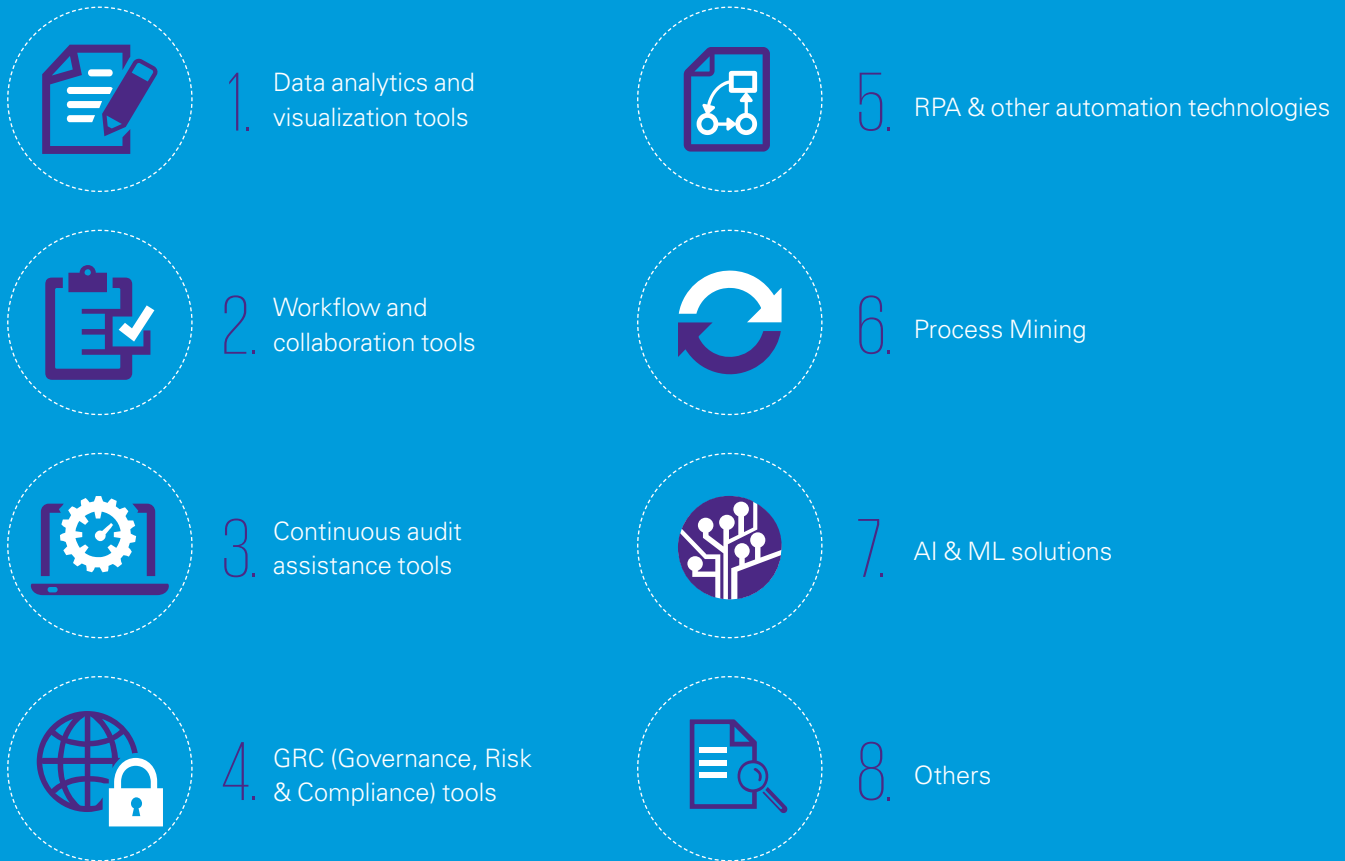 1. Data analytics and
visualization tools
2. Workflow and
collaboration tools
3. Continuous audit
assistance tools
4. GRC (Governance, Risk
& Compliance) tools
5. RPA & other automation technologies
6. Process Mining
7. AI & ML solutions
8. Others